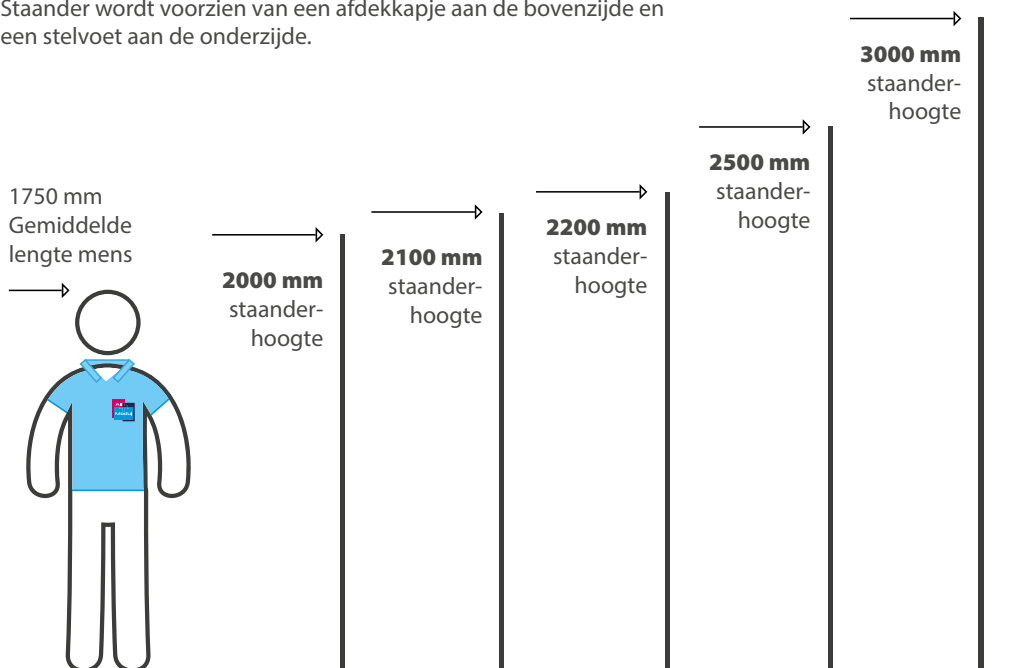 Staander wordt voorzien van een afdekkapje aan de bovenzijde en
een stelvoet aan de onderzijde.
1750 mm
Gemiddelde
lengte mens
2000 mm
staander-
hoogte
2100 mm
staander-
hoogte
2200 mm
staander-
hoogte
2500 mm
staander-
hoogte
3000 mm
staander-
hoogte